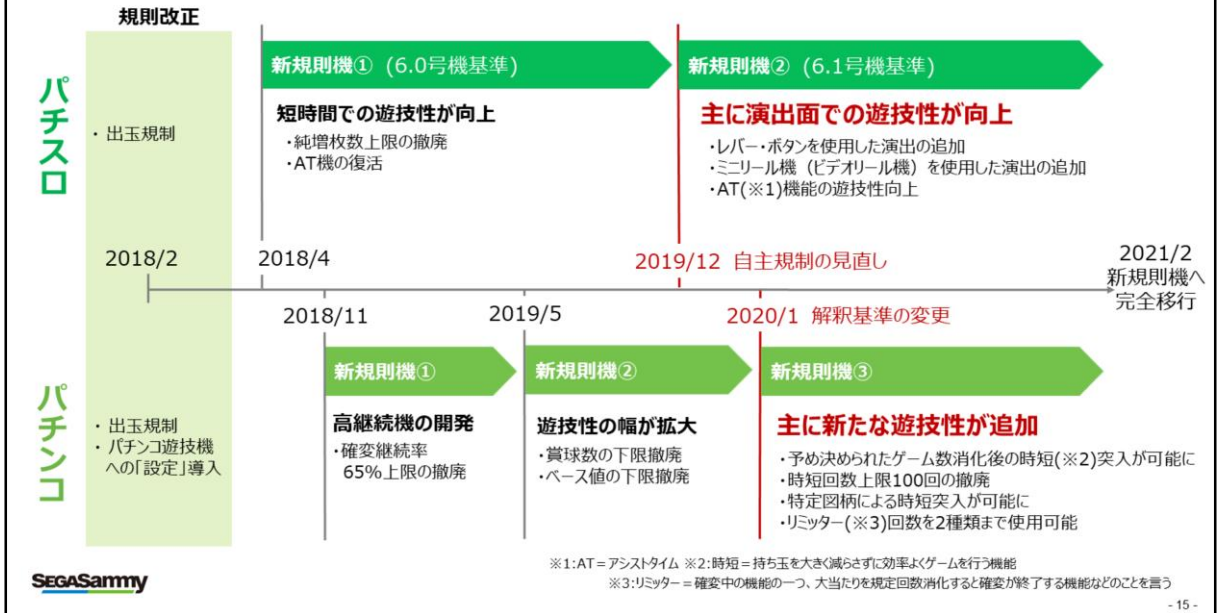 規則改正
パチスロ
・ 出玉規制
新規則機① (6.0号機基準)
短時間での遊技性が向上
・純増枚数上限の撤廃
・AT機の復活
新規則機② (6.1号機基準)
主に演出面での遊技性が向上
・レバー・ボタンを使用した演出の追加
・ミニリール機（ビデオリール機）を使用した演出の追加
・AT(※1)機能の遊技性向上
2018/2
2018/4
2019/12 自主規制の見直し
2021/2
新規則機へ
完全移行
2018/11
2019/5
2020/1 解釈基準の変更
パチンコ
・ 出玉規制
・ パチンコ遊技機
への「設定」導入
新規則機①
高継続機の開発
・確変継続率
65%上限の撤廃
新規則機②
遊技性の幅が拡大
・賞球数の下限撤廃
・ベース値の下限撤廃
新規則機③
主に新たな遊技性が追加
・予め決められたゲーム数消化後の時短(※2)突入が可能に
・時短回数上限100回の撤廃
・特定図柄による時短突入が可能に
・リミッター(※3)回数を2種類まで使用可能
※1:AT＝アシストタイム ※2:時短＝持ち玉を大きく減らさずに効率よくゲームを行う機能
※3:リミッター＝確変中の機能の一つ、大当たりを規定回数消化すると確変が終了する機能などのことを言う
SEGASammy
- 15 -